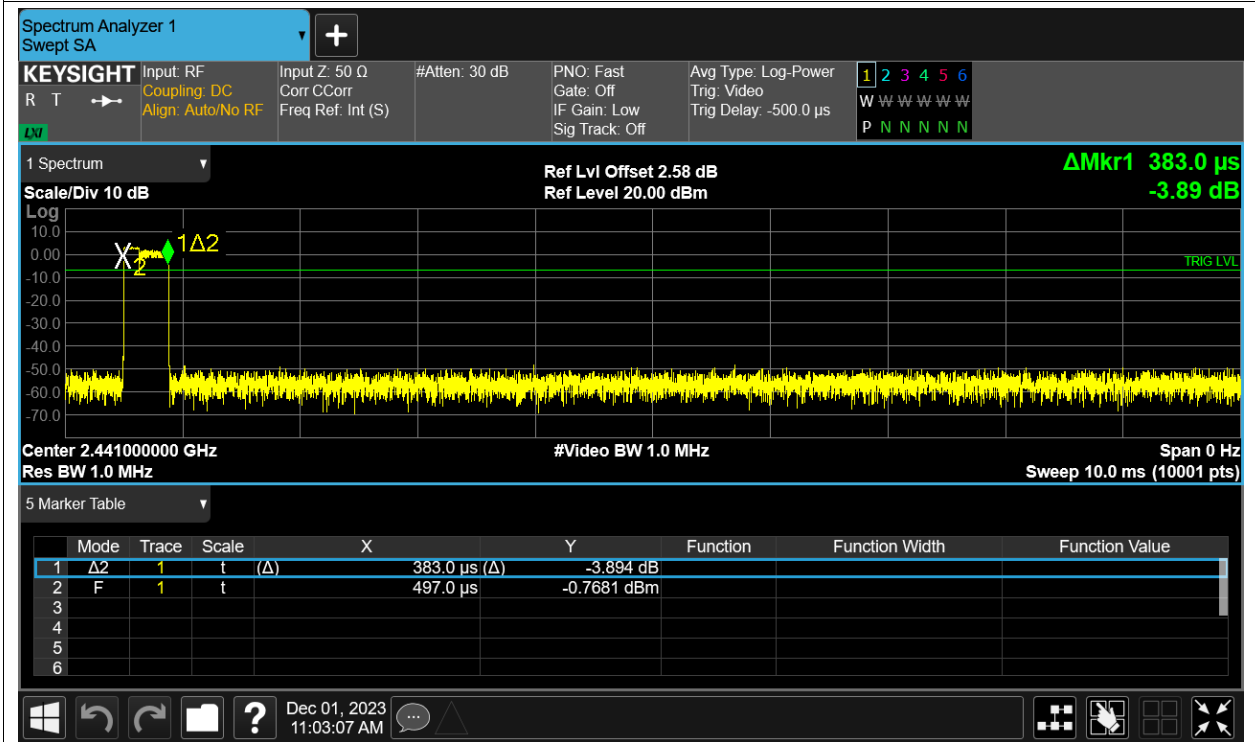 Spectrum Analyzer 1
Swept SA
KEYSIGHT
R T
LXI
Input: RF
Coupling: DC
Align: Auto/No RF
Input Z: 50 Ω
Corr CCorr
Freq Ref: Int (S)
#Atten: 30 dB
PNO: Fast
Gate: Off
IF Gain: Low
Sig Track: Off
Avg Type: Log-Power
Trig: Video
Trig Delay: -500.0 µs
1 2 3 4 5 6
W W W W W W
P N N N N N
1 Spectrum
Scale/Div 10 dB
Ref Lvl Offset 2.58 dB
Ref Level 20.00 dBm
ΔMkr1 383.0 µs
-3.89 dB
Log
10.0
0.00
-10.0
-20.0
-30.0
-40.0
-50.0
-60.0
-70.0
X
2
1Δ2
TRIG LVL
Center 2.441000000 GHz
#Video BW 1.0 MHz
Span 0 Hz
Res BW 1.0 MHz
Sweep 10.0 ms (10001 pts)
5 Marker Table
Mode Trace Scale X Y Function Function Width Function Value
1 Δ2 1 t (Δ) 383.0 µs (Δ) -3.894 dB
2 F 1 t 497.0 µs -0.7681 dBm
3
4
5
6
?
Dec 01, 2023
11:03:07 AM